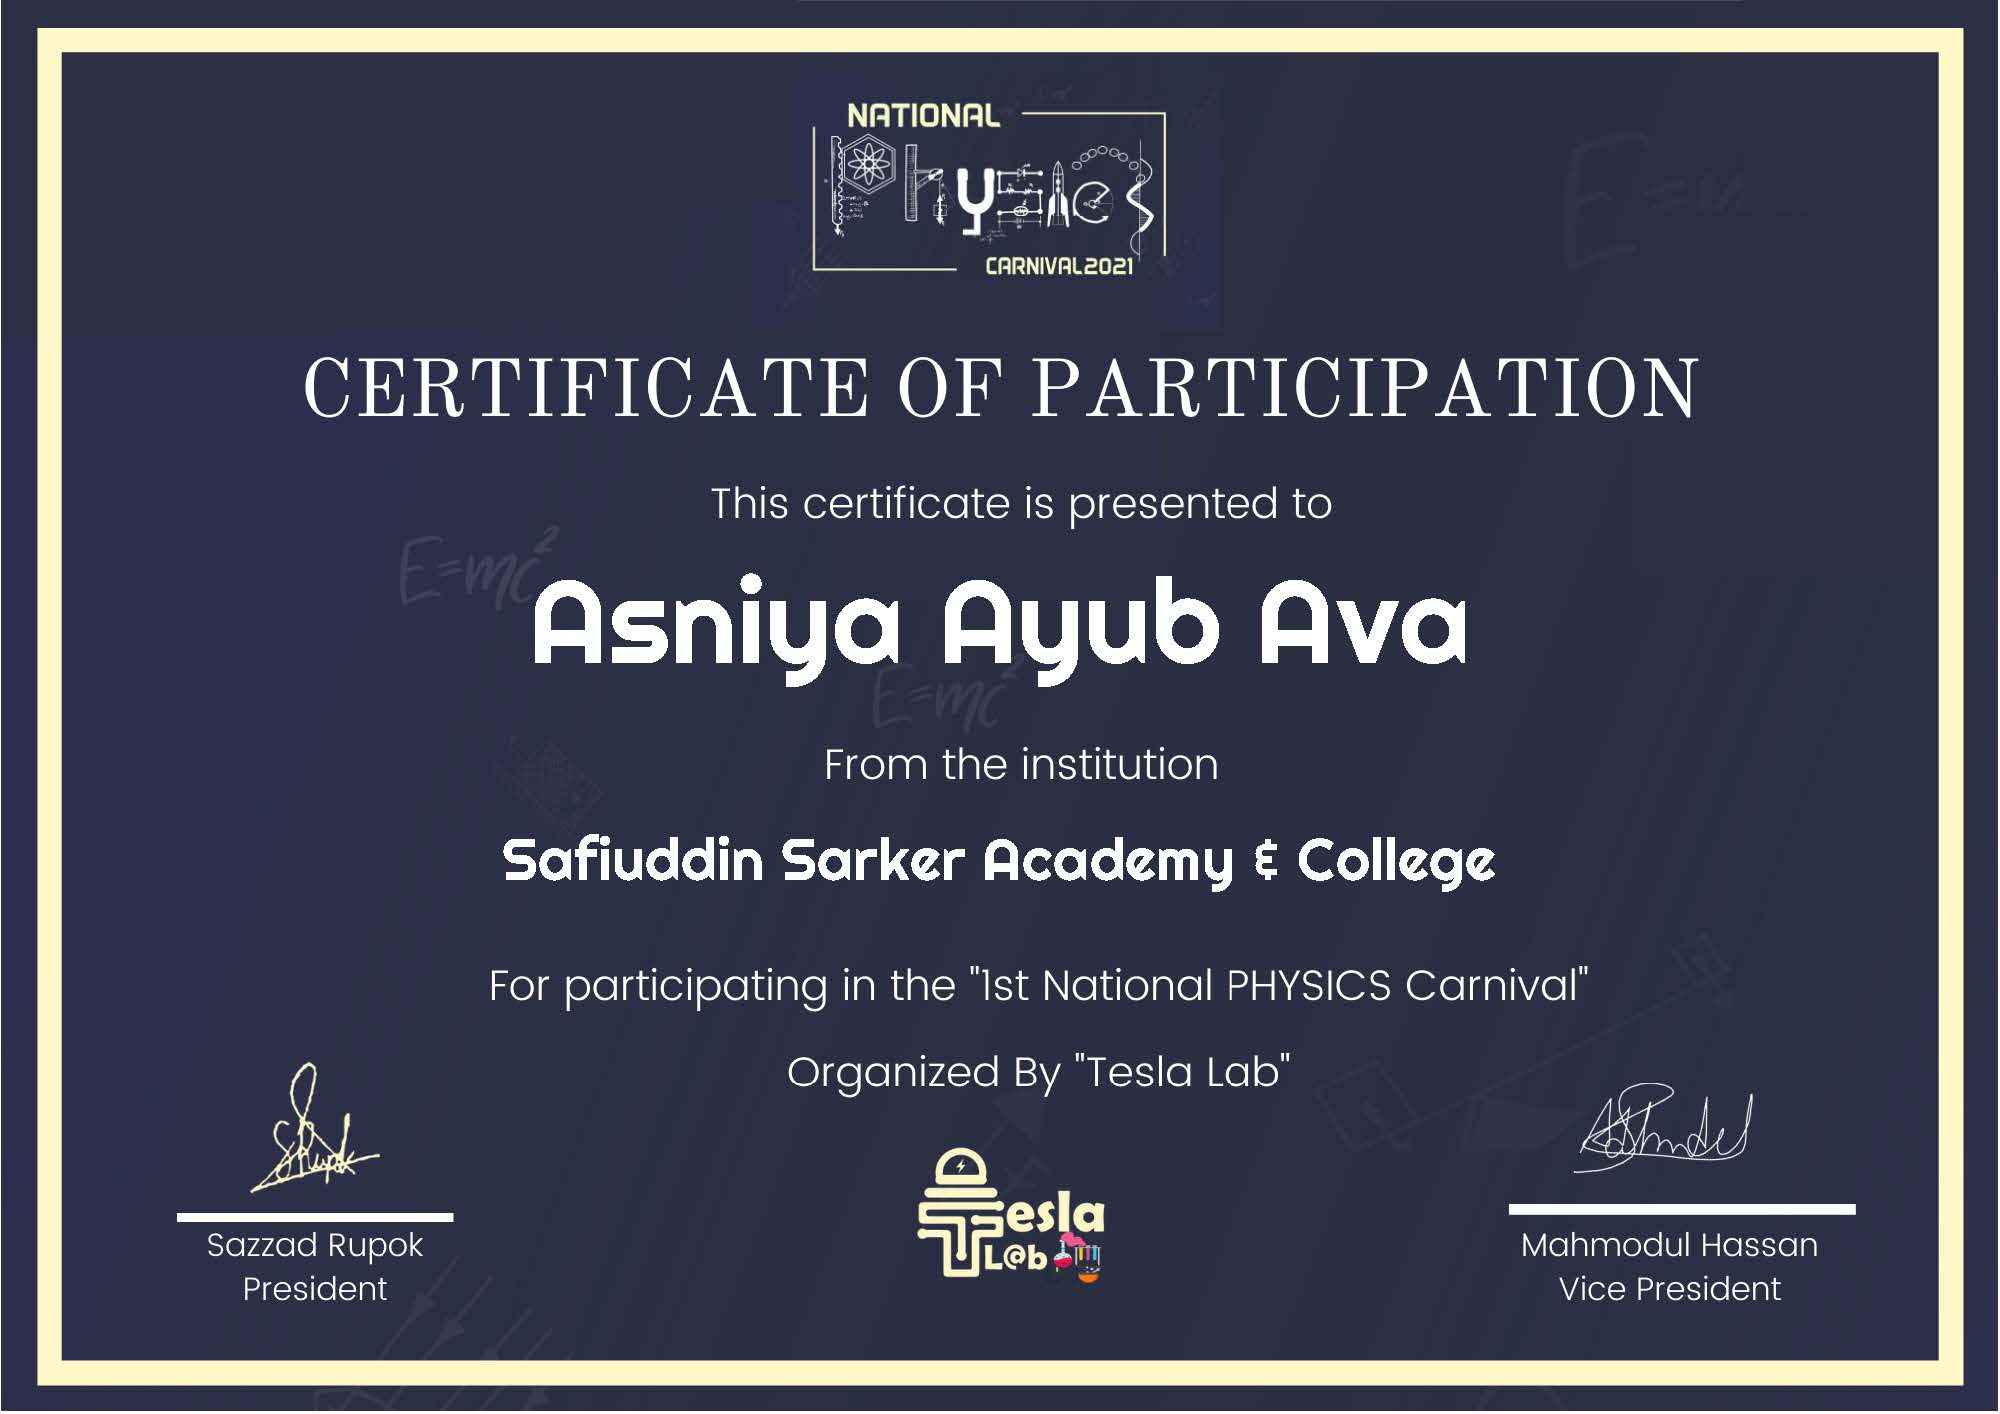 NATIONAL
Physics
CARNIVAL2021
CERTIFICATE OF PARTICIPATION
This certificate is presented to
E=mc²
Asniya Ayub Ava
E=mc²
From the institution
Safiuddin Sarker Academy & College
For participating in the "1st National PHYSICS Carnival"
Organized By "Tesla Lab"
Tesla
L@b
Sazzad Rupok
President
Mahmodul Hassan
Vice President